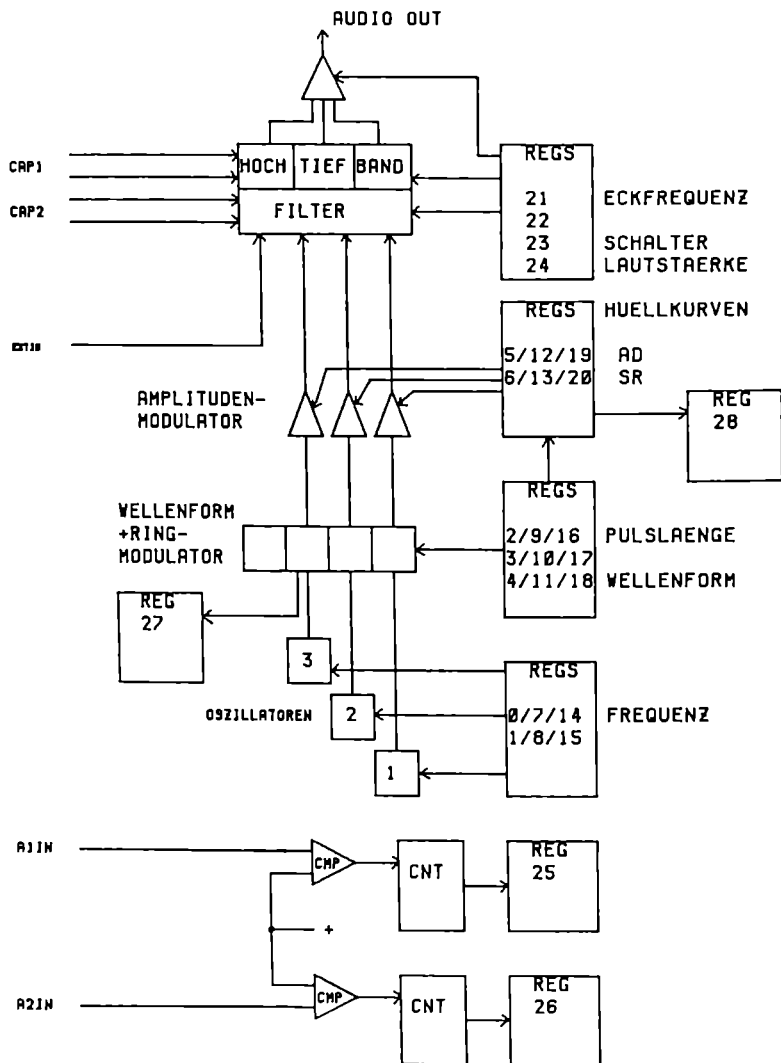 AUDIO OUT
REGS
HOCH TIEF BAND
CAP1
CAP2
FILTER
21 ECKFREQUENZ
22
23 SCHALTER
24 LAUTSTAERKE
REGS HUELLKURVEN
EXTIN
5/12/19 AD
6/13/20 SR
AMPLITUDEN-
MODULATOR
REG
28
REGS
WELLENFORM
+RING-
MODULATOR
2/9/16 PULSLAENGE
3/10/17
4/11/18 WELLENFORM
REG
27
REGS
3
OSZILLATOREN
2
0/7/14 FREQUENZ
1/8/15
1
A1IN
CMP
CNT
REG
25
+
A2IN
CMP
CNT
REG
26